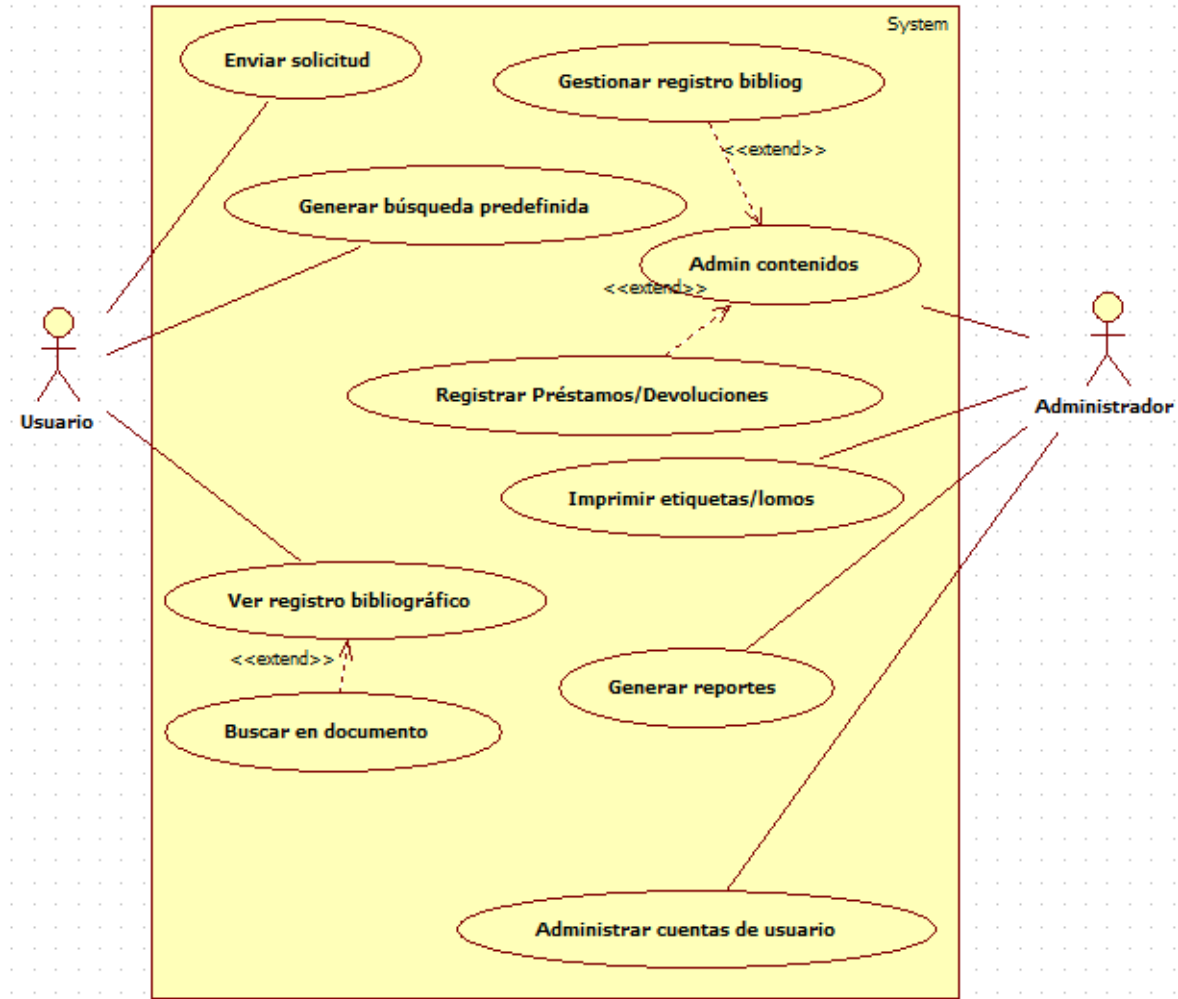 System
Enviar solicitud
Gestionar registro bibliog
<<extend>>
Generar búsqueda predefinida
Admin contenidos
<<extend>>
Registrar Préstamos/Devoluciones
Usuario
Administrador
Imprimir etiquetas/lomos
Ver registro bibliográfico
<<extend>>
Generar reportes
Buscar en documento
Administrar cuentas de usuario